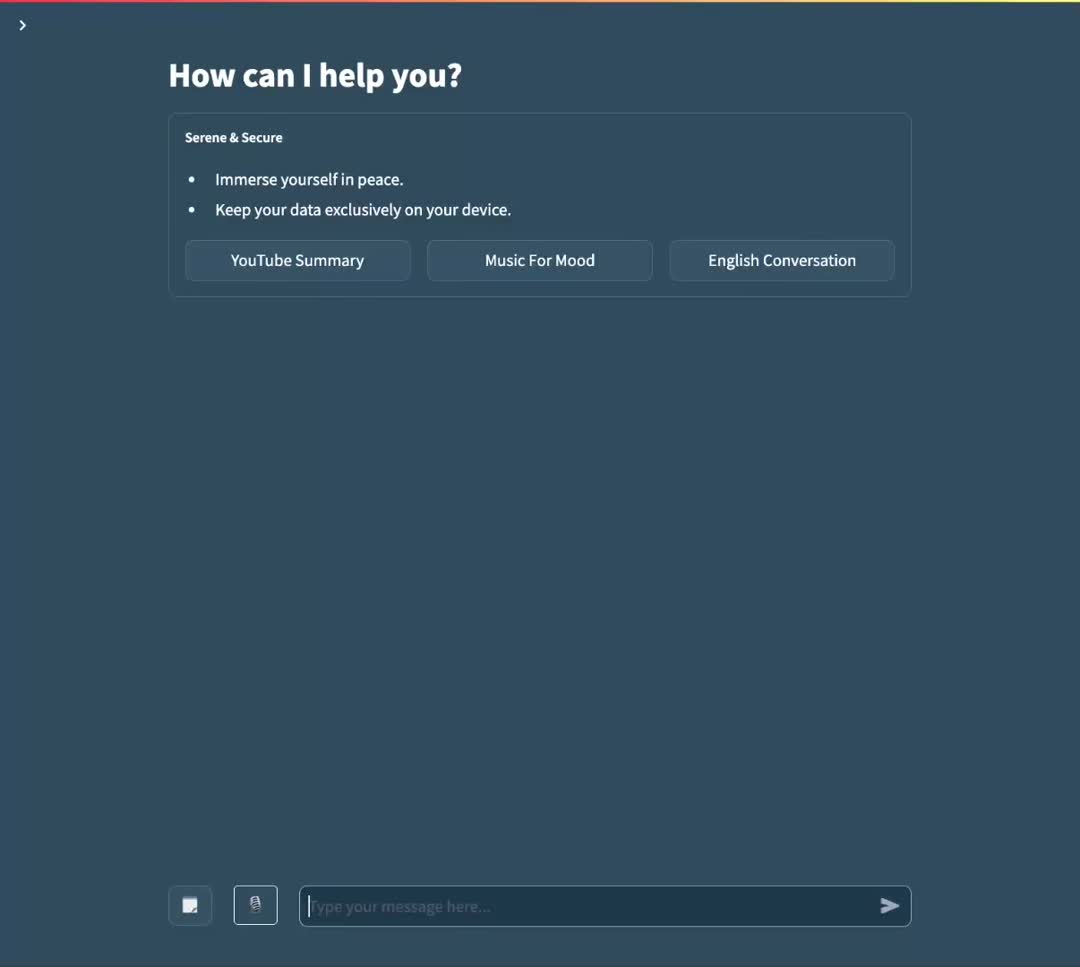 How can I help you?
Serene & Secure
• Immerse yourself in peace.
• Keep your data exclusively on your device.
YouTube Summary
Music For Mood
English Conversation
Type your message here...